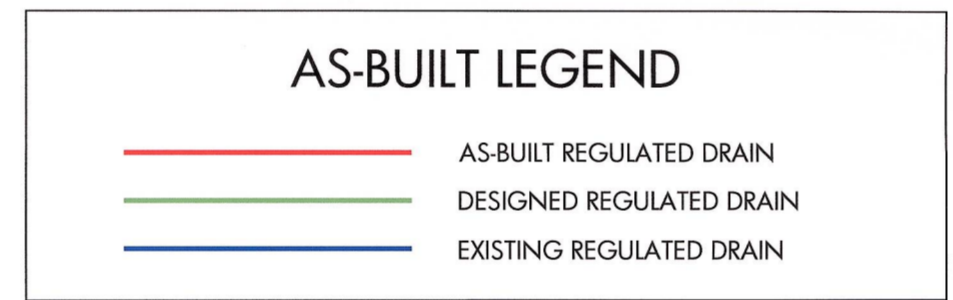 AS-BUILT LEGEND
AS-BUILT REGULATED DRAIN
DESIGNED REGULATED DRAIN
EXISTING REGULATED DRAIN